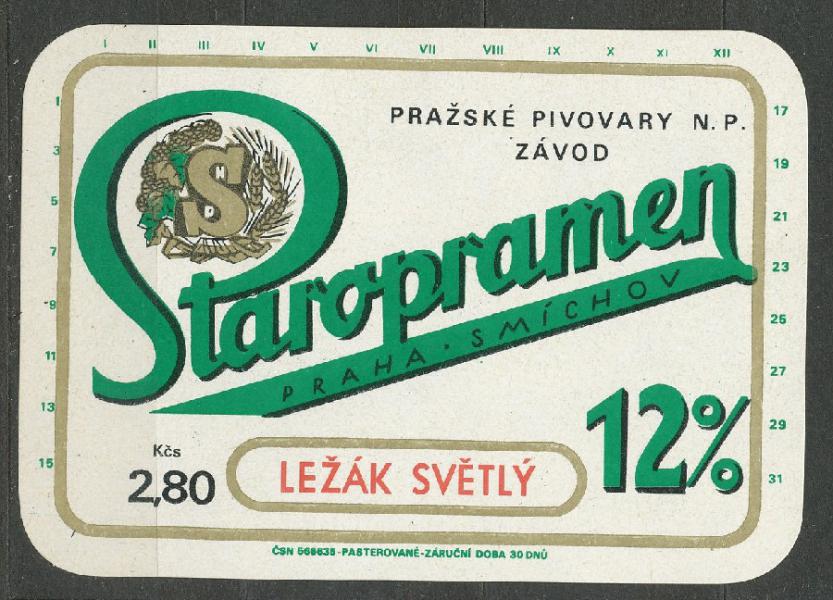 I II III IV V VI VII VIII IX X XI XII
PRAŽSKÉ PIVOVARY N. P.
ZÁVOD
S
Staropramen
PRAHA · SMÍCHOV
12%
Kčs
2,80
LEŽÁK SVĚTLÝ
1
3
5
7
9
11
13
15
17
19
21
23
25
27
29
31
ČSN 566635-PASTEROVANÉ-ZÁRUČNÍ DOBA 30 DNŮ